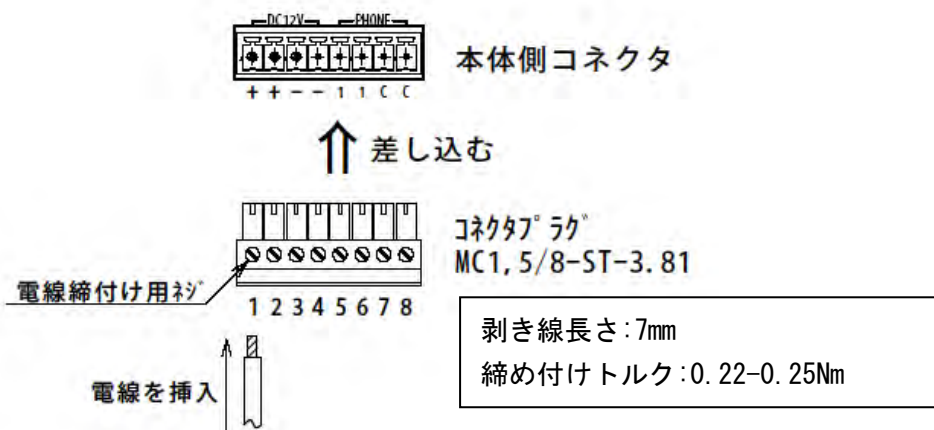 DC12V PHONE
本体側コネクタ
+ + - - 1 1 C C
差し込む
コネクタプラグ
MC1,5/8-ST-3.81
電線締付け用ネジ
1 2 3 4 5 6 7 8
剥き線長さ:7mm
締め付けトルク:0.22-0.25Nm
電線を挿入